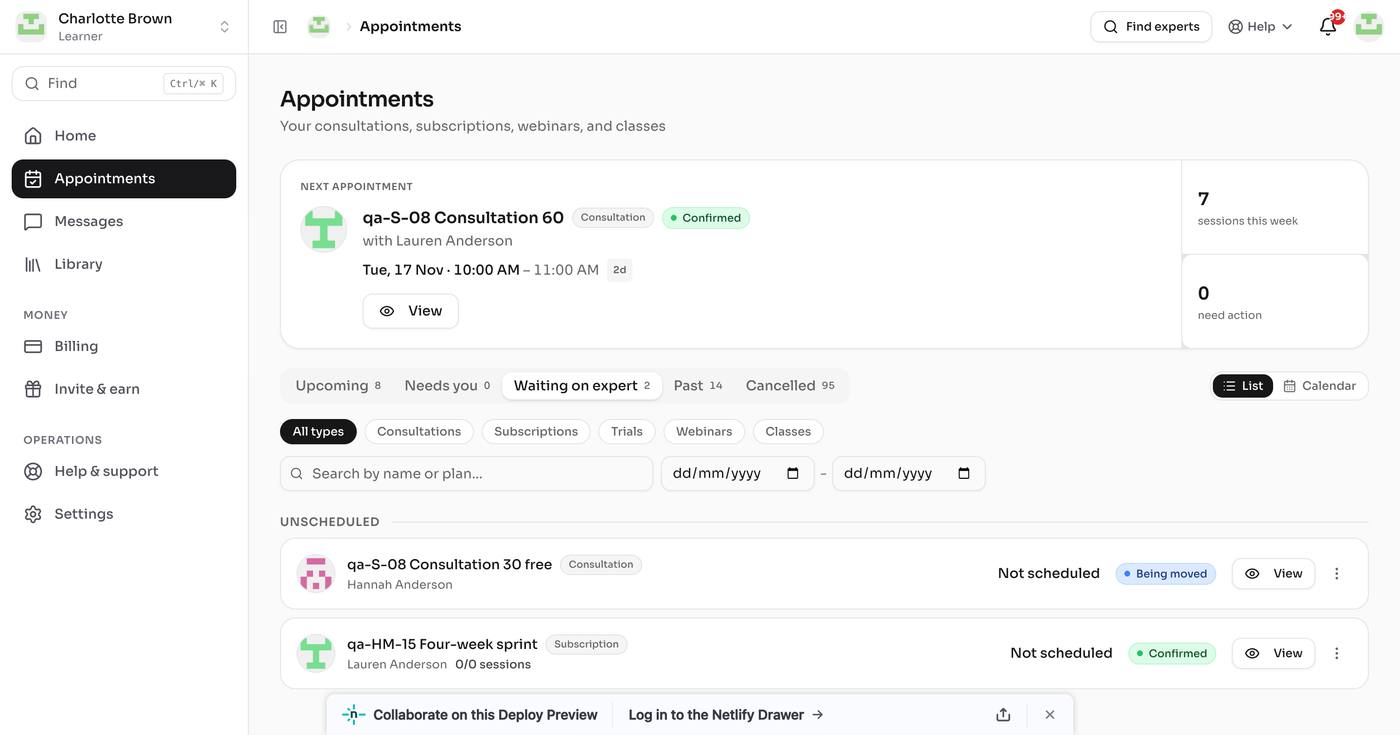 Charlotte Brown
Learner
Appointments
Find experts
Help
99+
Find
Ctrl/⌘ K
Home
Appointments
Messages
Library
MONEY
Billing
Invite & earn
OPERATIONS
Help & support
Settings
Appointments
Your consultations, subscriptions, webinars, and classes
NEXT APPOINTMENT
qa-S-08 Consultation 60 Consultation Confirmed
with Lauren Anderson
Tue, 17 Nov · 10:00 AM – 11:00 AM 2d
View
7
sessions this week
0
need action
Upcoming 8 Needs you 0 Waiting on expert 2 Past 14 Cancelled 95
List Calendar
All types Consultations Subscriptions Trials Webinars Classes
Search by name or plan...
dd/mm/yyyy – dd/mm/yyyy
UNSCHEDULED
qa-S-08 Consultation 30 free Consultation
Hannah Anderson
Not scheduled Being moved View
qa-HM-15 Four-week sprint Subscription
Lauren Anderson 0/0 sessions
Not scheduled Confirmed View
Collaborate on this Deploy Preview Log in to the Netlify Drawer →